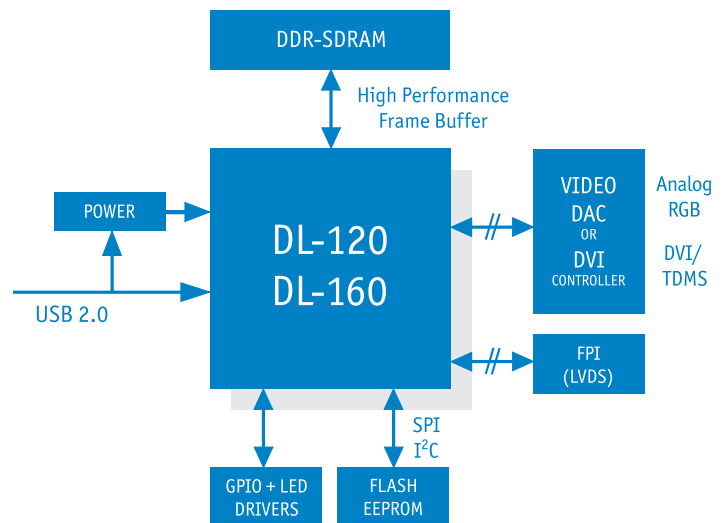 DDR-SDRAM
High Performance
Frame Buffer
POWER
DL-120
DL-160
USB 2.0
VIDEO
DAC
OR
DVI
CONTROLLER
Analog
RGB
DVI/
TDMS
FPI
(LVDS)
SPI
I²C
GPIO + LED
DRIVERS
FLASH
EEPROM